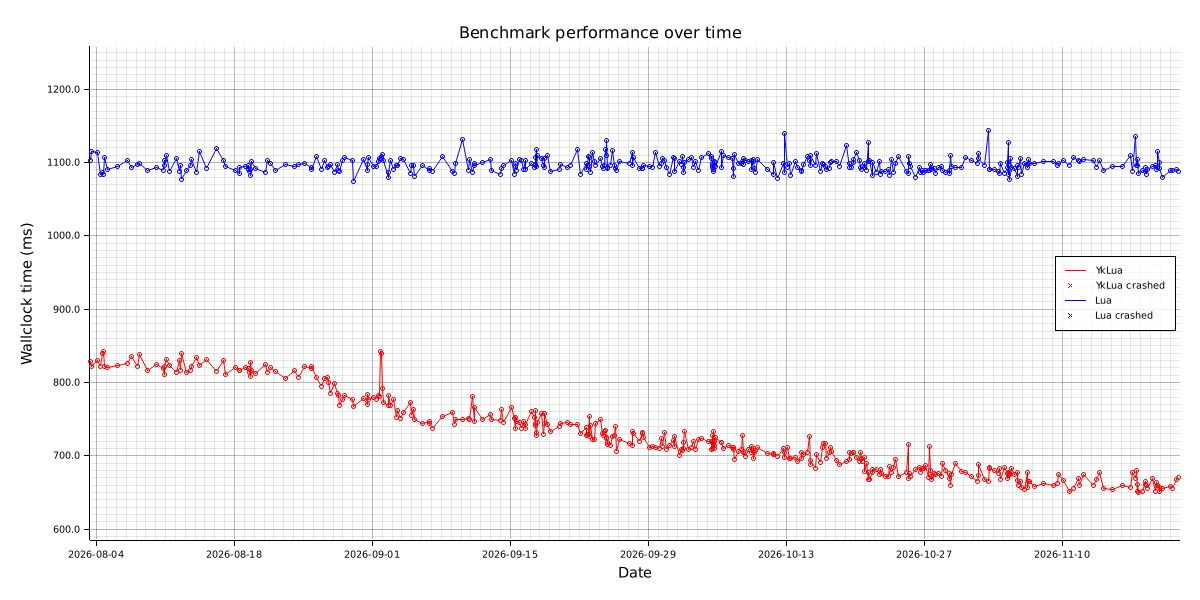 Benchmark performance over time
Wallclock time (ms)
1200.0
1100.0
1000.0
900.0
800.0
700.0
600.0
YkLua
YkLua crashed
Lua
Lua crashed
2026-08-04 2026-08-18 2026-09-01 2026-09-15 2026-09-29 2026-10-13 2026-10-27 2026-11-10
Date